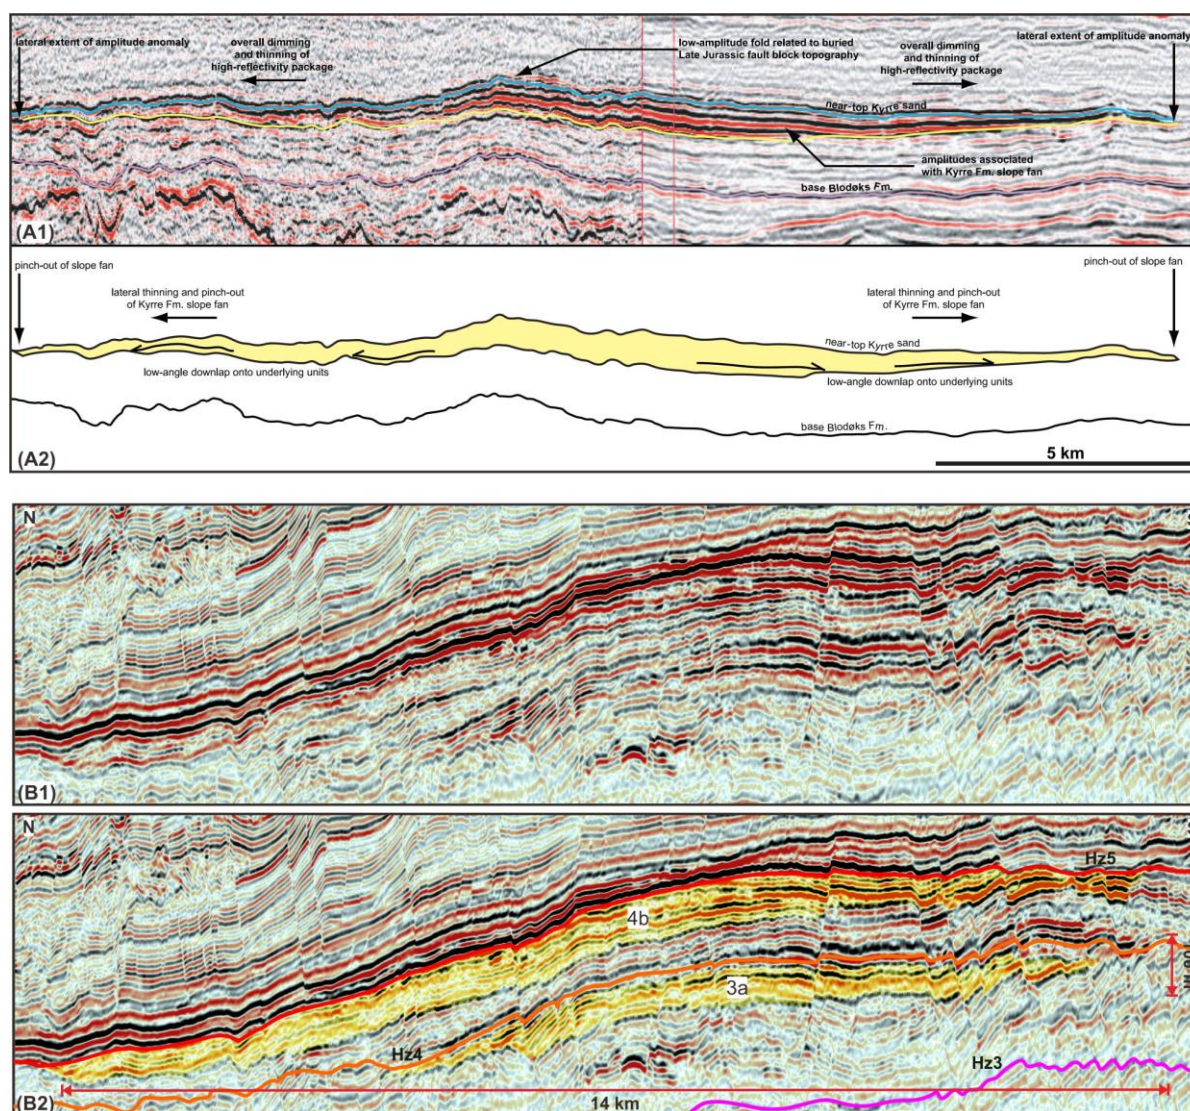 lateral extent of amplitude anomaly
overall dimming
and thinning of
high-reflectivity package
low-amplitude fold related to buried
Late Jurassic fault block topography
overall dimming
and thinning of
high-reflectivity package
lateral extent of amplitude anomaly
near-top Kyrre sand
amplitudes associated
with Kyrre Fm. slope fan
base Blodøks Fm.
(A1)
pinch-out of slope fan
lateral thinning and pinch-out
of Kyrre Fm. slope fan
lateral thinning and pinch-out
of Kyrre Fm. slope fan
pinch-out of slope fan
near-top Kyrre sand
low-angle downlap onto underlying units
low-angle downlap onto underlying units
base Blodøks Fm.
(A2)
5 km
N
(B1)
N
Hz5
4b
3a
Hz4
Hz3
(B2)
14 km